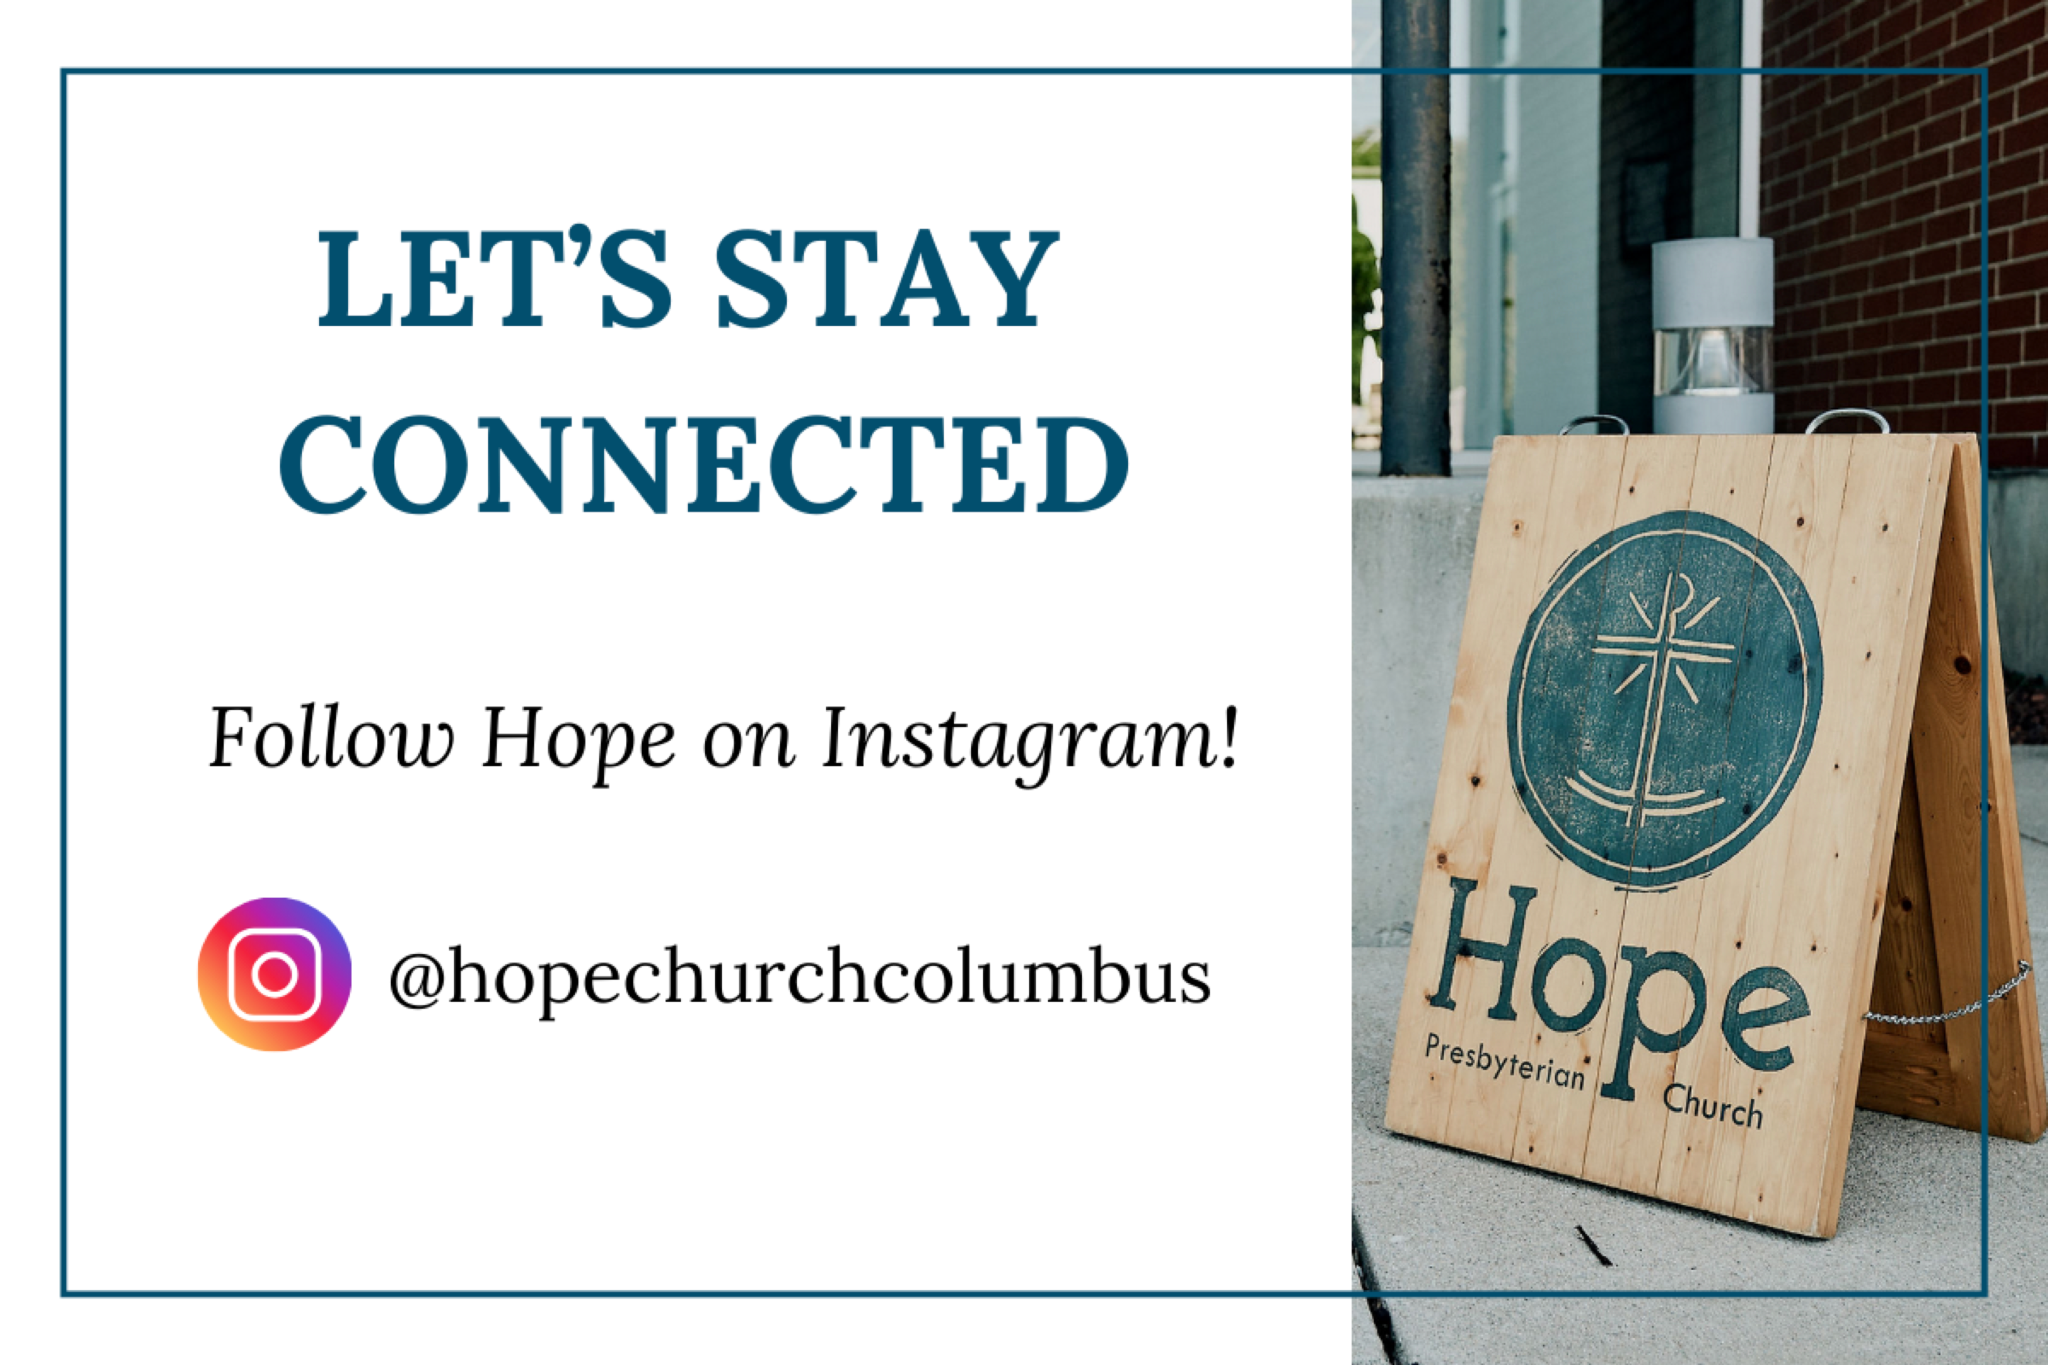 LET’S STAY
CONNECTED
Follow Hope on Instagram!
@hopechurchcolumbus
Hope
Presbyterian Church